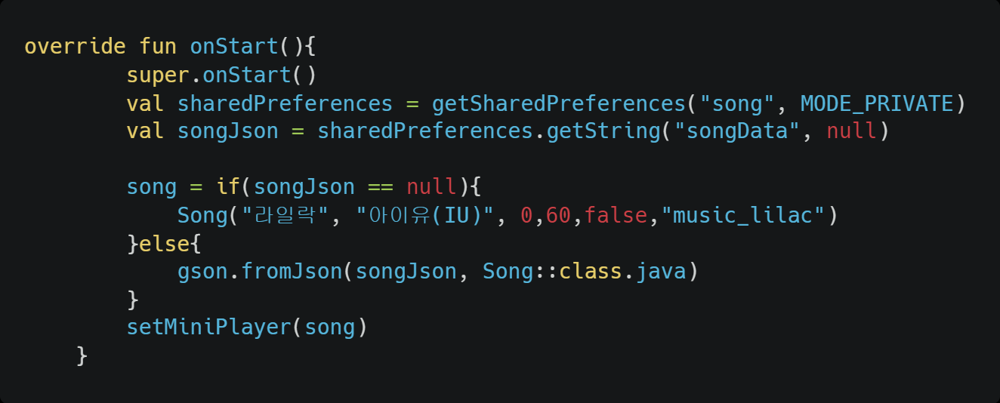 override fun onStart(){
        super.onStart()
        val sharedPreferences = getSharedPreferences("song", MODE_PRIVATE)
        val songJson = sharedPreferences.getString("songData", null)

        song = if(songJson == null){
            Song("라일락", "아이유(IU)", 0,60,false,"music_lilac")
        }else{
            gson.fromJson(songJson, Song::class.java)
        }
        setMiniPlayer(song)
    }